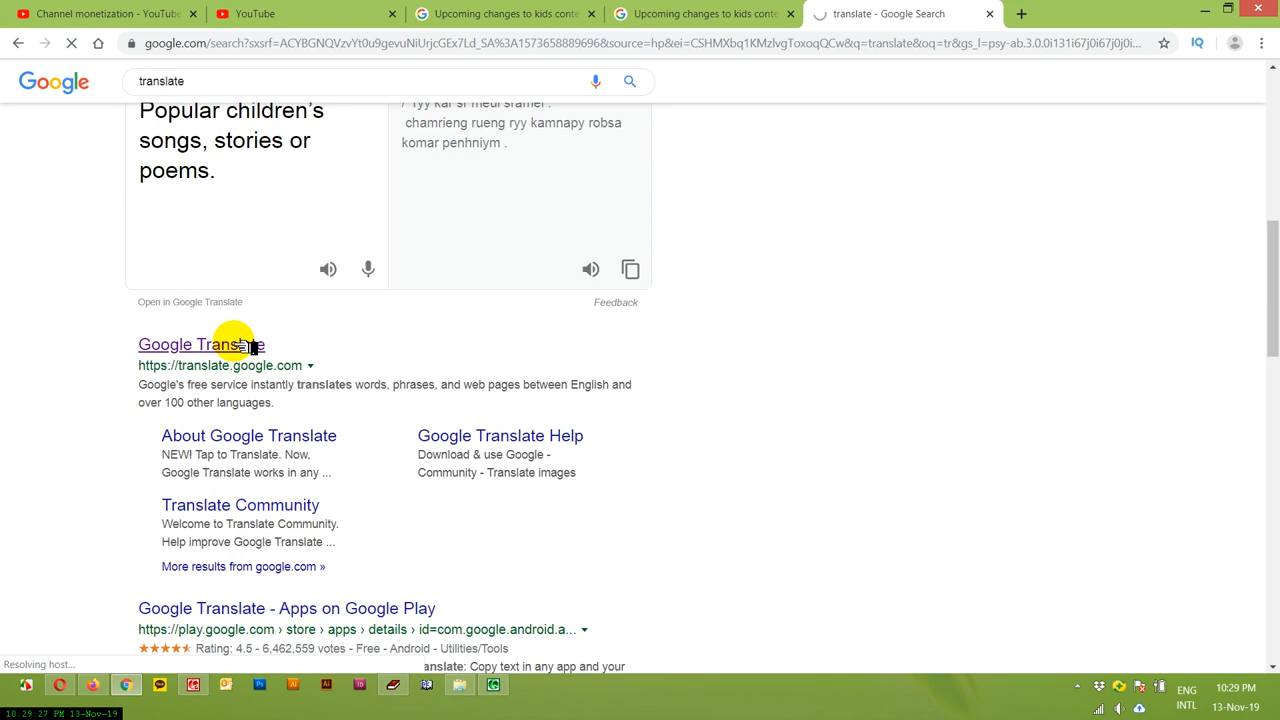 Channel monetization - YouTube
YouTube
Upcoming changes to kids conte
Upcoming changes to kids conte
translate - Google Search
google.com/search?sxsrf=ACYBGNQVzvYt0u9gevuNiUrjcGEx7Ld_SA%3A1573658889696&source=hp&ei=CSHMXbq1KMzlvgToxoqQCw&q=translate&oq=tr&gs_l=psy-ab.3.0.0i131i67j0i67j0j0i...
Google
translate
Popular children's
songs, stories or
poems.
chamrieng rueng ryy kamnapy robsa
komar penhniym .
Open in Google Translate
Feedback
Google Translate
https://translate.google.com
Google's free service instantly translates words, phrases, and web pages between English and
over 100 other languages.
About Google Translate
NEW! Tap to Translate. Now,
Google Translate works in any ...
Google Translate Help
Download & use Google -
Community - Translate images
Translate Community
Welcome to Translate Community.
Help improve Google Translate ...
More results from google.com »
Google Translate - Apps on Google Play
https://play.google.com › store › apps › details › id=com.google.android.a...
Rating: 4.5 - 6,462,559 votes - Free - Android - Utilities/Tools
anslate: Copy text in any app and your
Resolving host...
ENG
INTL
10:29 PM
13-Nov-19
10:29:27 PM 13-Nov-19